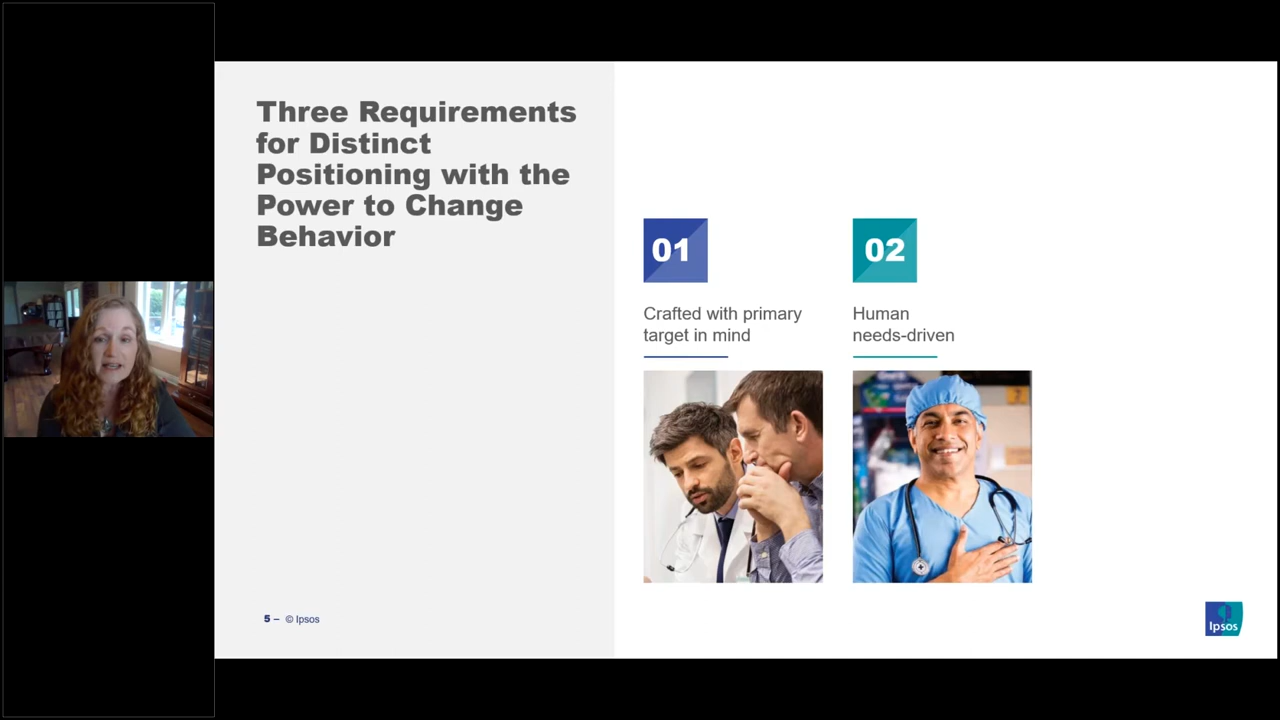 Three Requirements
for Distinct
Positioning with the
Power to Change
Behavior
01
Crafted with primary
target in mind
02
Human
needs-driven
5 – © Ipsos
Ipsos